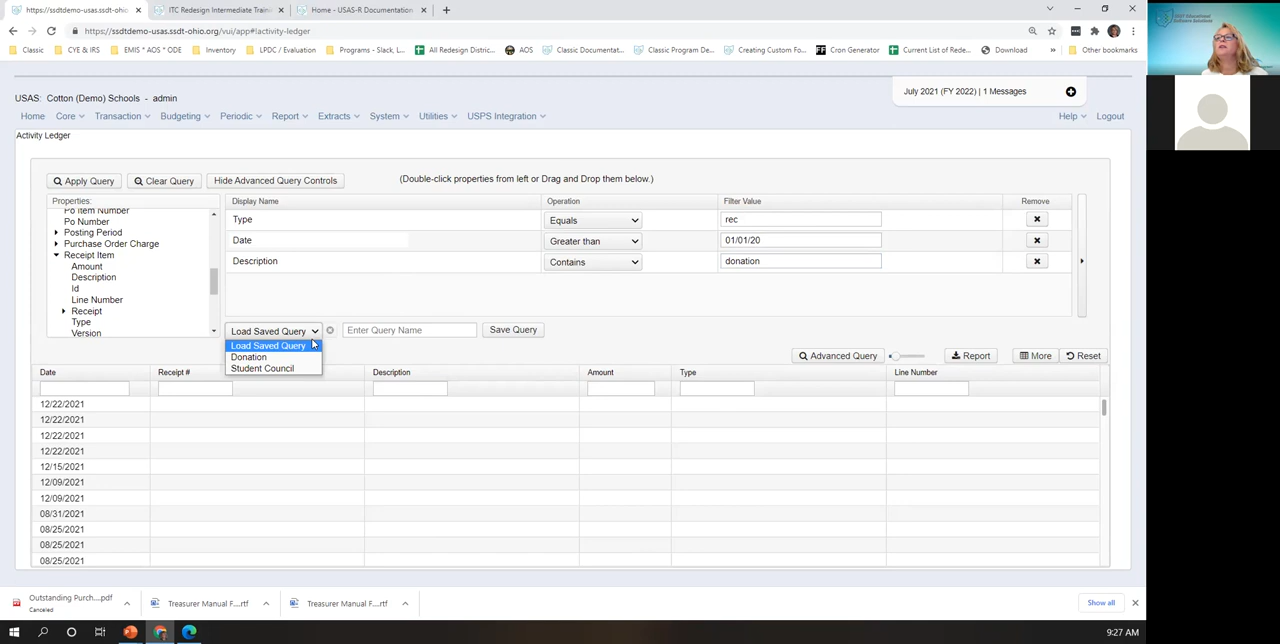 https://ssdtdemo-usas.ssdt-ohio.org
ITC Redesign Intermediate Traini
Home - USAS-R Documentation
https://ssdtdemo-usas.ssdt-ohio.org/vui/app#!activity-ledger
Classic
CYE & IRS
EMIS * AOS * ODE
Inventory
LPDC / Evaluation
Programs - Slack, L...
All Redesign District...
AOS
Classic Documentat...
Classic Program De...
Creating Custom Fo...
Cron Generator
Current List of Rede...
Download
»
Other bookmarks
USAS: Cotton (Demo) Schools - admin
July 2021 (FY 2022) | 1 Messages
Home Core Transaction Budgeting Periodic Report Extracts System Utilities USPS Integration Help Logout
Activity Ledger
Apply Query Clear Query Hide Advanced Query Controls (Double-click properties from left or Drag and Drop them below.)
Properties:
Po Item Number
Po Number
Posting Period
Purchase Order Charge
Receipt Item
Amount
Description
Id
Line Number
Receipt
Type
Version
Display Name Operation Filter Value Remove
Type Equals rec
Date Greater than 01/01/20
Description Contains donation
Load Saved Query Enter Query Name Save Query
Load Saved Query
Donation
Student Council
Advanced Query Report More Reset
Date Receipt # Description Amount Type Line Number
12/22/2021
12/22/2021
12/22/2021
12/22/2021
12/15/2021
12/09/2021
12/09/2021
08/31/2021
08/25/2021
08/25/2021
08/25/2021
Outstanding Purch....pdf
Canceled
Treasurer Manual F....rtf
Treasurer Manual F....rtf
Show all
9:27 AM